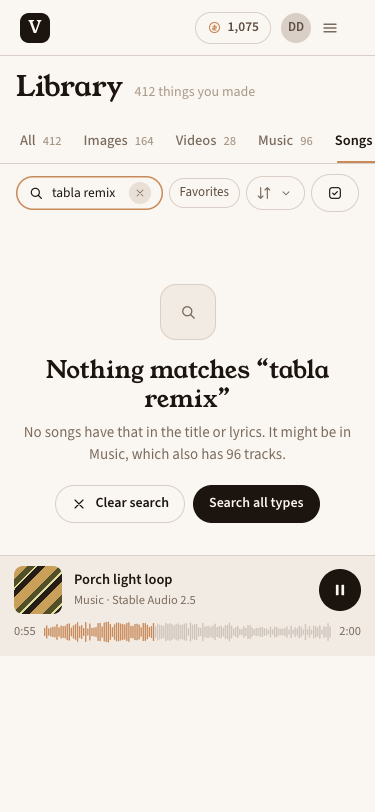 V
1,075
DD
Library 412 things you made
All 412 Images 164 Videos 28 Music 96 Songs
tabla remix Favorites
Nothing matches “tabla
remix”
No songs have that in the title or lyrics. It might be in
Music, which also has 96 tracks.
Clear search Search all types
Porch light loop
Music · Stable Audio 2.5
0:55 2:00